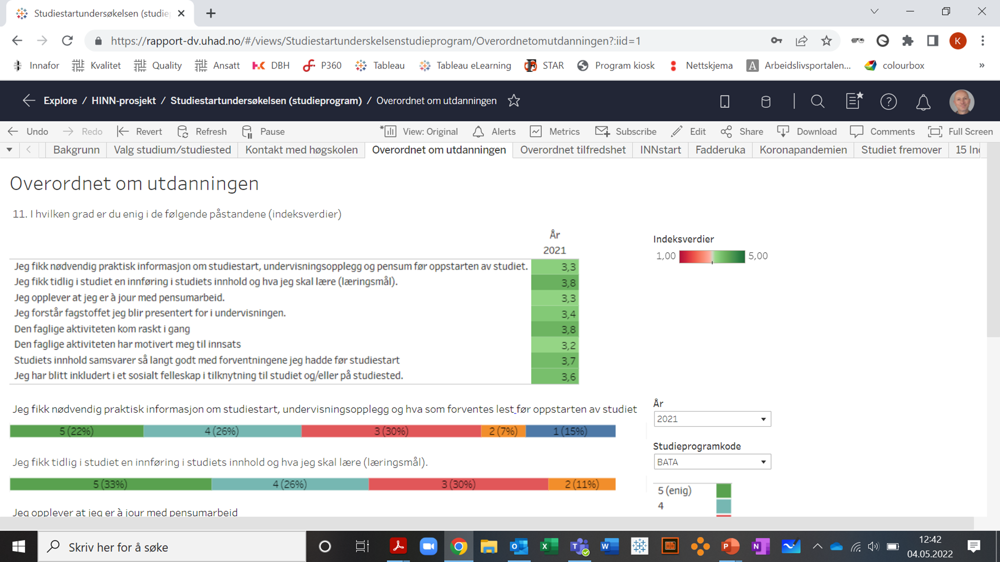 Studiestartundersøkelsen (studiep
https://rapport-dv.uhad.no/#/views/Studiestartunderskelsenstudieprogram/Overordnetomutdanningen?:iid=1
K
Innafor Kvalitet Quality Ansatt DBH P360 Tableau Tableau eLearning STAR Program kiosk Nettskjema A Arbeidslivsportalen... colourbox »
Explore / HINN-prosjekt / Studiestartundersøkelsen (studieprogram) / Overordnet om utdanningen
Undo Redo Revert Refresh Pause View: Original Alerts Metrics Subscribe Edit Share Download Comments Full Screen
Bakgrunn Valg studium/studiested Kontakt med høgskolen Overordnet om utdanningen Overordnet tilfredshet INNstart Fadderuka Koronapandemien Studiet fremover 15 In
Overordnet om utdanningen
11. I hvilken grad er du enig i de følgende påstandene (indeksverdier)
År
2021
Jeg fikk nødvendig praktisk informasjon om studiestart, undervisningsopplegg og pensum før oppstarten av studiet. 3,3
Jeg fikk tidlig i studiet en innføring i studiets innhold og hva jeg skal lære (læringsmål). 3,8
Jeg opplever at jeg er à jour med pensumarbeid. 3,3
Jeg forstår fagstoffet jeg blir presentert for i undervisningen. 3,4
Den faglige aktiviteten kom raskt i gang 3,8
Den faglige aktiviteten har motivert meg til innsats 3,2
Studiets innhold samsvarer så langt godt med forventningene jeg hadde før studiestart 3,7
Jeg har blitt inkludert i et sosialt felleskap i tilknytning til studiet og/eller på studiested. 3,6
Indeksverdier
1,00 5,00
Jeg fikk nødvendig praktisk informasjon om studiestart, undervisningsopplegg og hva som forventes lest før oppstarten av studiet
5 (22%) 4 (26%) 3 (30%) 2 (7%) 1 (15%)
Jeg fikk tidlig i studiet en innføring i studiets innhold og hva jeg skal lære (læringsmål).
5 (33%) 4 (26%) 3 (30%) 2 (11%)
Jeg opplever at jeg er à jour med pensumarbeid
År
2021
Studieprogramkode
BATA
5 (enig)
4
Skriv her for å søke
12:42
04.05.2022